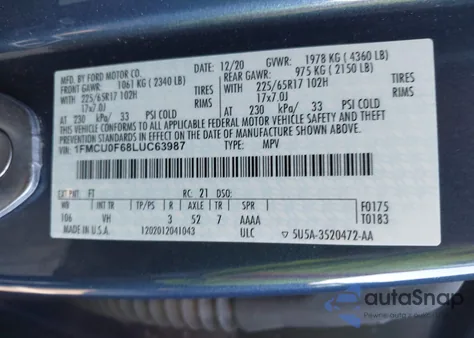 MFD. BY FORD MOTOR CO.
DATE: 12/20 GVWR: 1978 KG ( 4360 LB)
FRONT GAWR: 1061 KG ( 2340 LB) REAR GAWR: 975 KG ( 2150 LB)
WITH 225/65R17 102H TIRES WITH 225/65R17 102H TIRES
17x7.0J RIMS 17x7.0J RIMS
AT 230 kPa/ 33 PSI COLD AT 230 kPa/ 33 PSI COLD
THIS VEHICLE CONFORMS TO ALL APPLICABLE FEDERAL MOTOR VEHICLE SAFETY, BUMPER, AND THEFT
PREVENTION STANDARDS IN EFFECT ON THE DATE OF MANUFACTURE SHOWN ABOVE.
VIN: 1FMCU0F68LUC63987 TYPE: MPV
EXT PNT: FT RC: 21 DSO:
WB INT TR TP/PS R AXLE TR SPR F0175
106 VH 3 52 7 AAAA T0183
MADE IN U.S.A. 1202012041043 ULC ▽ 5U5A-3520472-AA
autaSnap